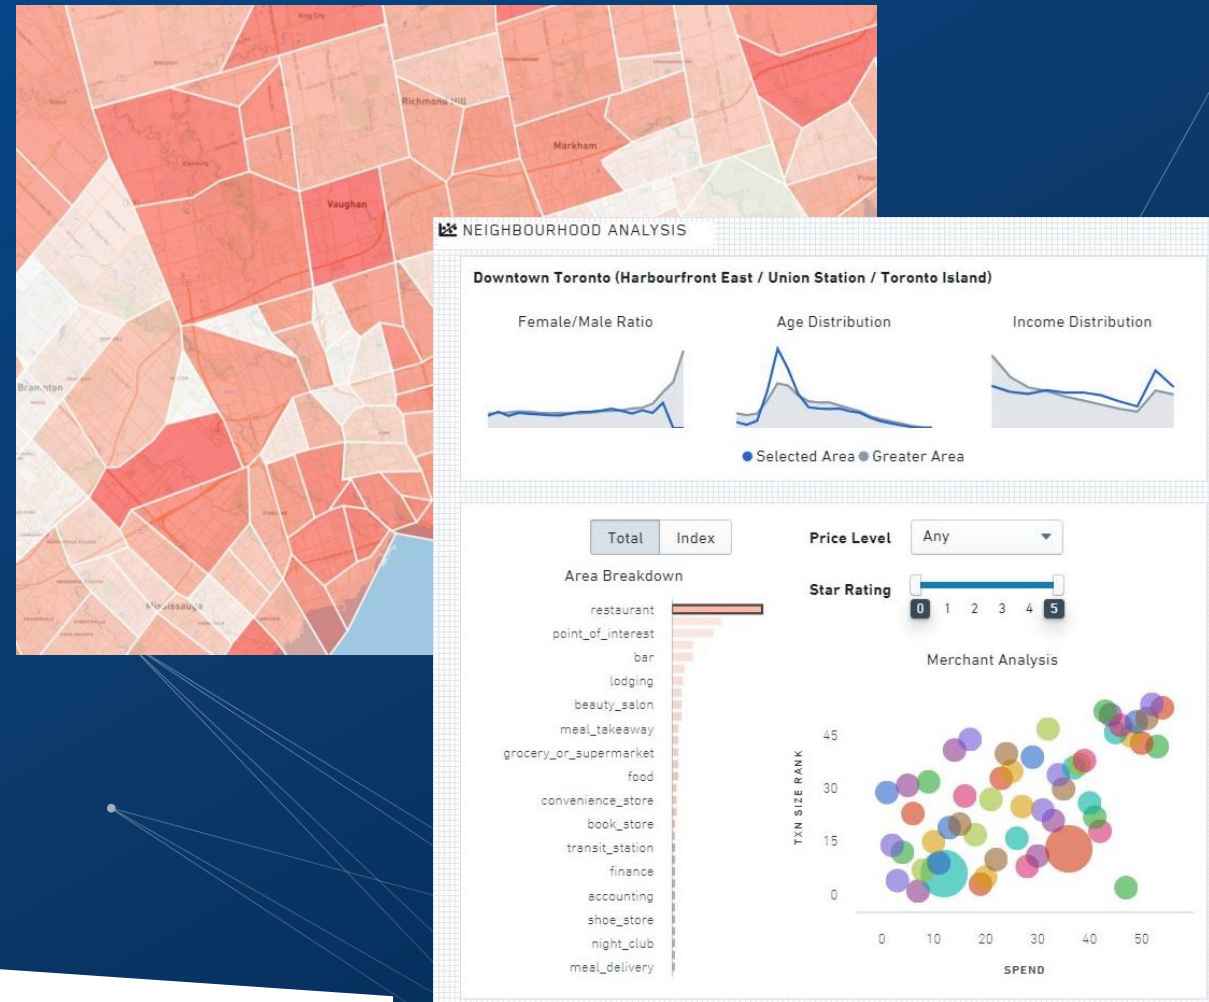 King City
Richmond Hill
Markham
Vaughan
Brampton
Mississauga
NEIGHBOURHOOD ANALYSIS
Downtown Toronto (Harbourfront East / Union Station / Toronto Island)
Female/Male Ratio
Age Distribution
Income Distribution
Selected Area
Greater Area
Total
Index
Price Level
Any
Area Breakdown
Star Rating
0 1 2 3 4 5
restaurant
point_of_interest
bar
lodging
beauty_salon
meal_takeaway
grocery_or_supermarket
food
convenience_store
book_store
transit_station
finance
accounting
shoe_store
night_club
meal_delivery
Merchant Analysis
TXN SIZE RANK
45
30
15
0
0 10 20 30 40 50
SPEND